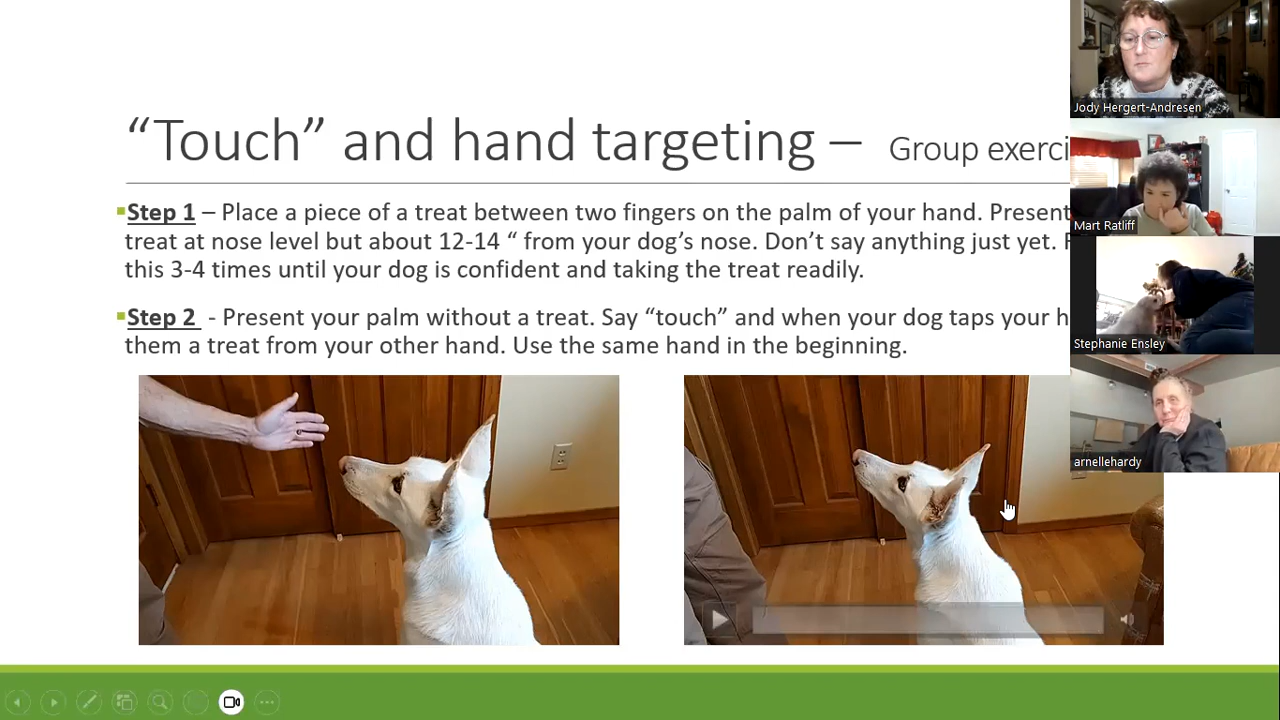 “Touch” and hand targeting – Group exerci
▪Step 1 – Place a piece of a treat between two fingers on the palm of your hand. Present
treat at nose level but about 12-14 “ from your dog’s nose. Don’t say anything just yet.
this 3-4 times until your dog is confident and taking the treat readily.
▪Step 2 - Present your palm without a treat. Say “touch” and when your dog taps your h
them a treat from your other hand. Use the same hand in the beginning.
Jody Hergert-Andresen
Mart Ratliff
Stephanie Ensley
arnellehardy